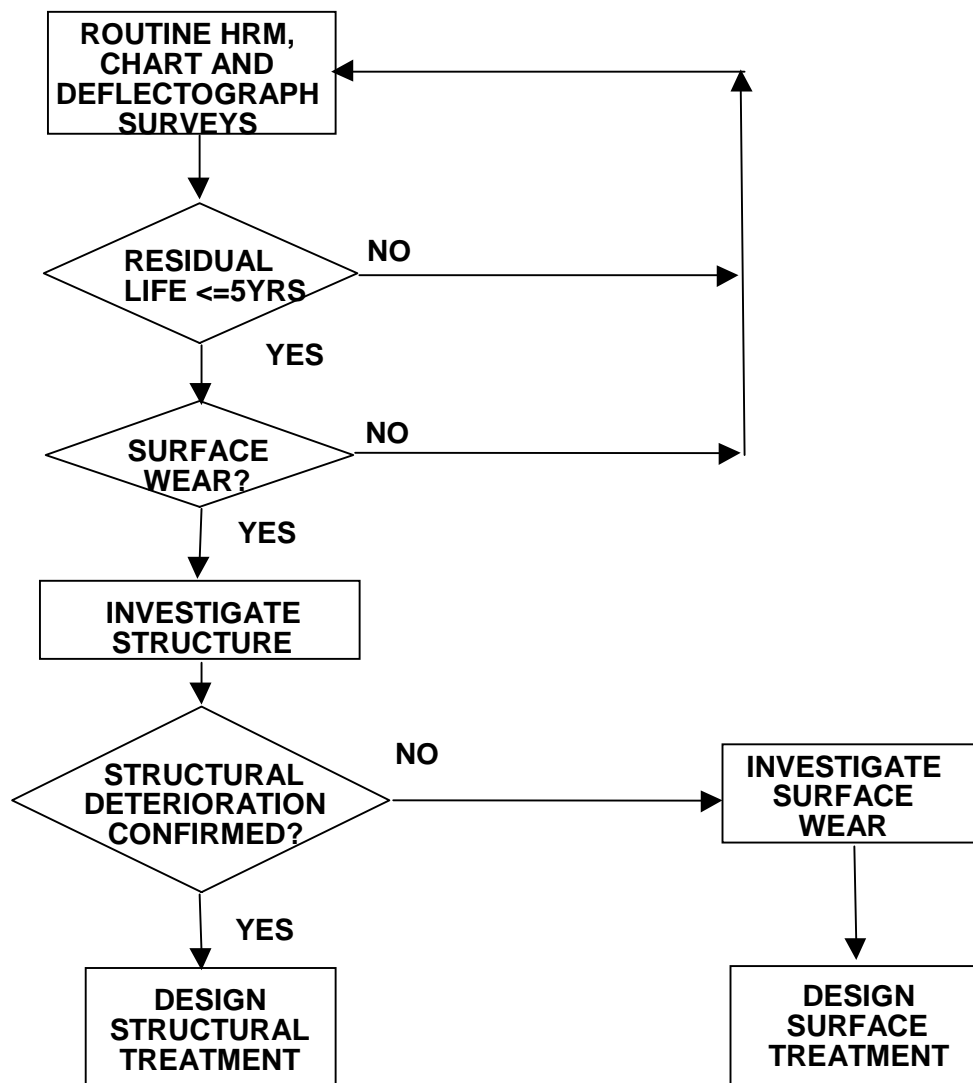 ROUTINE HRM,
CHART AND
DEFLECTOGRAPH
SURVEYS
RESIDUAL
LIFE <=5YRS
NO
YES
SURFACE
WEAR?
NO
YES
INVESTIGATE
STRUCTURE
STRUCTURAL
DETERIORATION
CONFIRMED?
NO
INVESTIGATE
SURFACE
WEAR
YES
DESIGN
STRUCTURAL
TREATMENT
DESIGN
SURFACE
TREATMENT